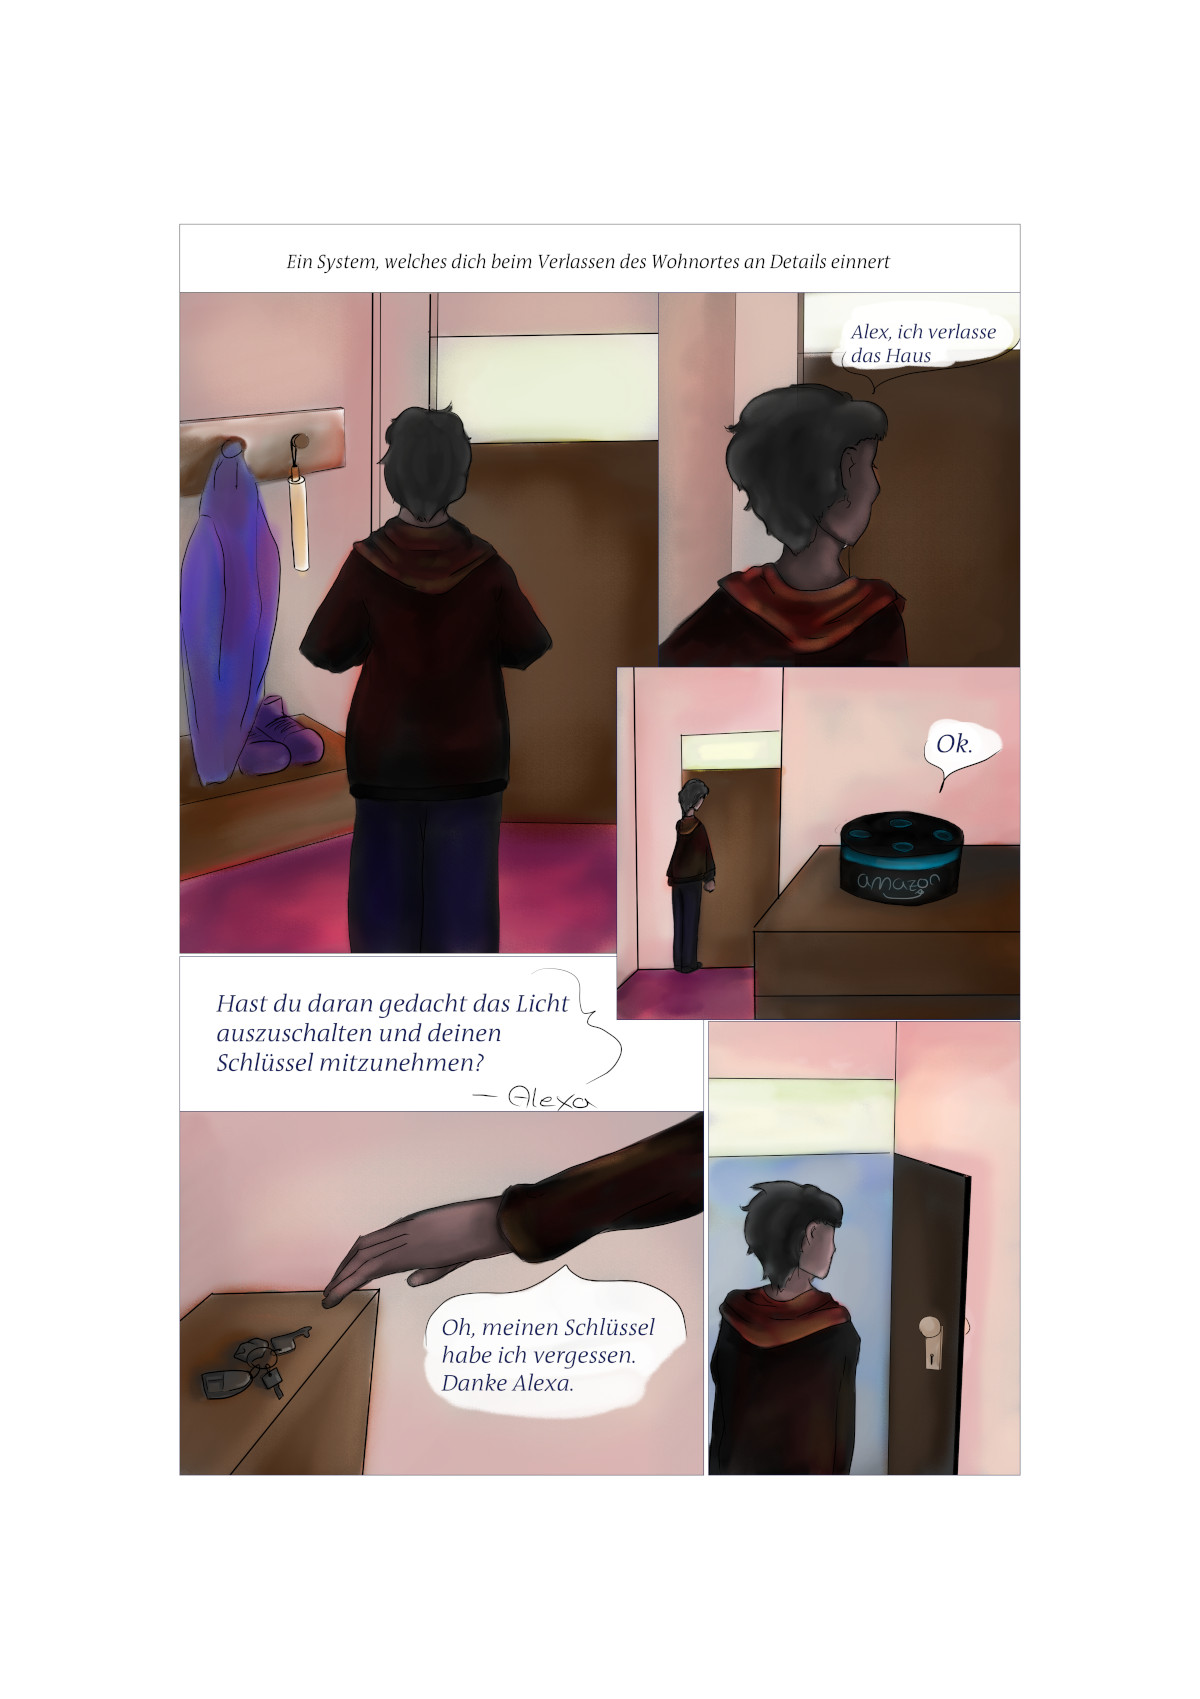 Ein System, welches dich beim Verlassen des Wohnortes an Details einnert
Alex, ich verlasse
das Haus
Ok.
amazon
Hast du daran gedacht das Licht
auszuschalten und deinen
Schlüssel mitzunehmen?
— Alexa
Oh, meinen Schlüssel
habe ich vergessen.
Danke Alexa.